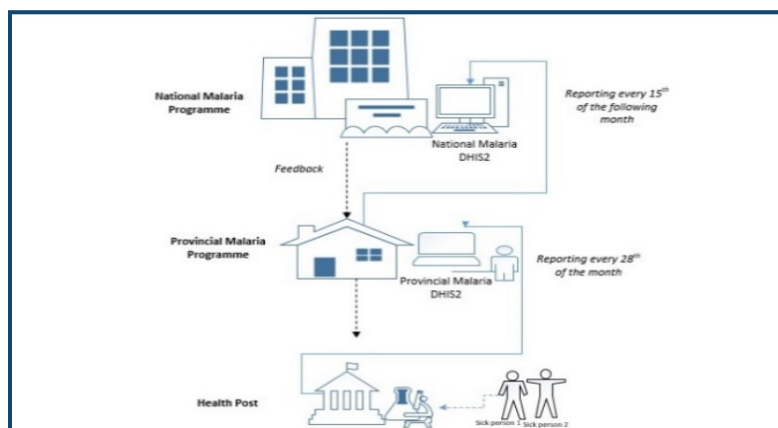 National Malaria
Programme
Reporting every 15th
of the following
month
National Malaria
DHIS2
Feedback
Provincial Malaria
Programme
Reporting every 28th
of the month
Provincial Malaria
DHIS2
Health Post
Sick person 1 Sick person 2